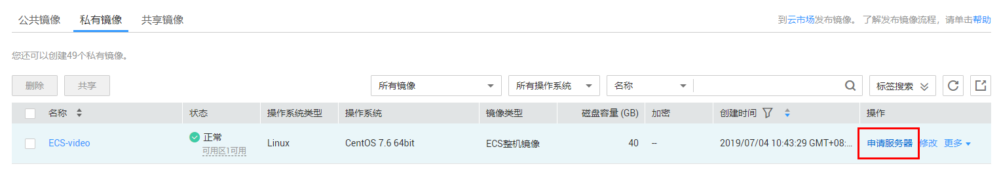 公共镜像 私有镜像 共享镜像 到云市场发布镜像。 了解发布镜像流程，请单击帮助
您还可以创建49个私有镜像。
删除 共享 所有镜像 所有操作系统 名称 标签搜索
名称 状态 操作系统类型 操作系统 镜像类型 磁盘容量 (GB) 加密 创建时间 操作
ECS-video 正常 Linux CentOS 7.6 64bit ECS整机镜像 40 -- 2019/07/04 10:43:29 GMT+08:... 申请服务器 修改 更多
可用区1可用